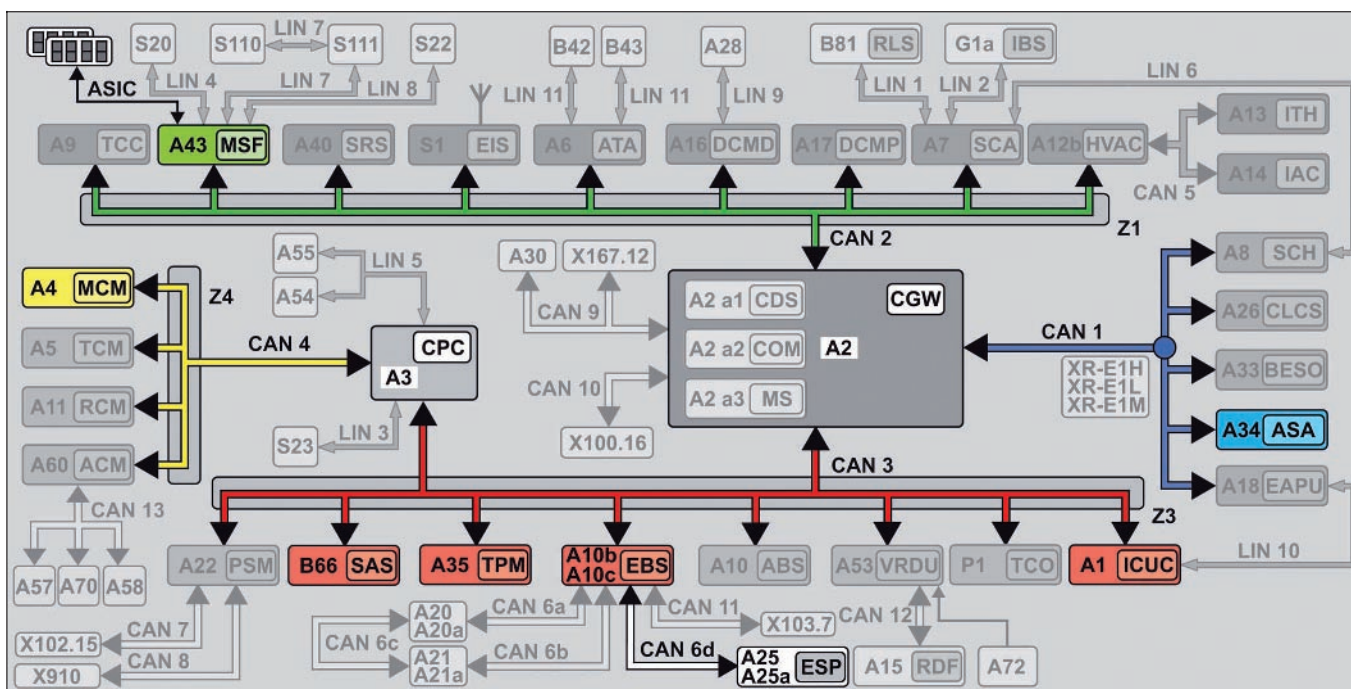 S20
LIN 7
S110
S111
S22
B42
B43
A28
B81 RLS
G1a IBS
ASIC
LIN 4
LIN 7
LIN 8
LIN 11
LIN 11
LIN 9
LIN 1
LIN 2
LIN 6
A9 TCC
A43 MSF
A40 SRS
S1 EIS
A6 ATA
A16 DCMD
A17 DCMP
A7 SCA
A12b HVAC
A13 ITH
A14 IAC
CAN 5
Z1
CAN 2
A55
A54
LIN 5
A30
X167.12
CAN 9
A2 a1 CDS
CGW
A2 a2 COM
A2
A2 a3 MS
CAN 10
X100.16
CAN 1
XR-E1H
XR-E1L
XR-E1M
A8 SCH
A26 CLCS
A33 BESO
A34 ASA
A18 EAPU
A4 MCM
Z4
A5 TCM
CAN 4
CPC
A3
A11 RCM
S23
LIN 3
A60 ACM
CAN 13
CAN 3
Z3
LIN 10
A57
A70
A58
A22 PSM
B66 SAS
A35 TPM
A10b
A10c
EBS
A10 ABS
A53 VRDU
P1 TCO
A1 ICUC
X102.15
CAN 7
X910
CAN 8
CAN 6c
A20
A20a
A21
A21a
CAN 6a
CAN 6b
CAN 11
X103.7
CAN 6d
A25
A25a
ESP
CAN 12
A15 RDF
A72